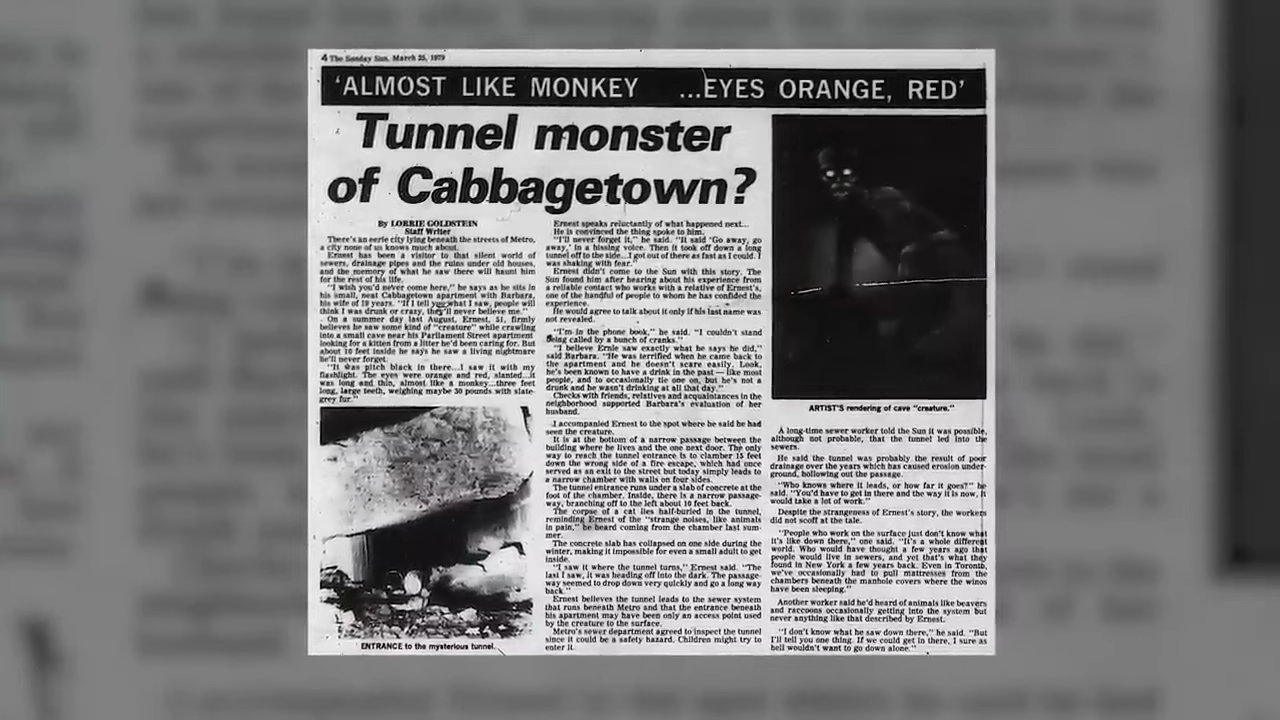 4 The Sunday Sun, March 25, 1979
'ALMOST LIKE MONKEY ...EYES ORANGE, RED'
Tunnel monster
of Cabbagetown?
By LORRIE GOLDSTEIN
Staff Writer
There's an eerie city lying beneath the streets of Metro,
a city none of us knows much about.
Ernest has been a visitor to that silent world of
sewers, drainage pipes and the ruins under old houses,
and the memory of what he saw there will haunt him
for the rest of his life.
"I wish you'd never come here," he says as he sits in
his small, neat Cabbagetown apartment with Barbara,
his wife of 19 years. "If I tell you what I saw, people will
think I was drunk or crazy, they'll never believe me."
On a summer day last August, Ernest, 51, firmly
believes he saw some kind of "creature" while crawling
into a small cave near his Parliament Street apartment
looking for a kitten from a litter he'd been caring for. But
about 10 feet inside he says he saw a living nightmare
he'll never forget.
"It was pitch black in there...I saw it with my
flashlight. The eyes were orange and red, slanted...it
was long and thin, almost like a monkey...three feet
long, large teeth, weighing maybe 30 pounds with slate-
grey fur."
ENTRANCE to the mysterious tunnel.
Ernest speaks reluctantly of what happened next...
He is convinced the thing spoke to him.
"I'll never forget it," he said. "It said 'Go away, go
away,' in a hissing voice. Then it took off down a long
tunnel off to the side...I got out of there as fast as I could. I
was shaking with fear."
Ernest didn't come to the Sun with this story. The
Sun found him after hearing about his experience from
a reliable contact who works with a relative of Ernest's,
one of the handful of people to whom he has confided the
experience.
He would agree to talk about it only if his last name was
not revealed.
"I'm in the phone book," he said. "I couldn't stand
being called by a bunch of cranks."
"I believe Ernie saw exactly what he says he did,"
said Barbara. "He was terrified when he came back to
the apartment and he doesn't scare easily. Look,
he's been known to have a drink in the past — like most
people, and to occasionally tie one on, but he's not a
drunk and he wasn't drinking at all that day."
Checks with friends, relatives and acquaintances in the
neighborhood supported Barbara's evaluation of her
husband.
I accompanied Ernest to the spot where he said he had
seen the creature.
It is at the bottom of a narrow passage between the
building where he lives and the one next door. The only
way to reach the tunnel entrance is to clamber 15 feet
down the wrong side of a fire escape, which had once
served as an exit to the street but today simply leads to
a narrow chamber with walls on four sides.
The tunnel entrance runs under a slab of concrete at the
foot of the chamber. Inside, there is a narrow passage-
way, branching off to the left about 10 feet back.
The corpse of a cat lies half-buried in the tunnel,
reminding Ernest of the "strange noises, like animals
in pain," he heard coming from the chamber last sum-
mer.
The concrete slab has collapsed on one side during the
winter, making it impossible for even a small adult to get
inside.
"I saw it where the tunnel turns," Ernest said. "The
last I saw, it was heading off into the dark. The passage-
way seemed to drop down very quickly and go a long way
back."
Ernest believes the tunnel leads to the sewer system
that runs beneath Metro and that the entrance beneath
his apartment may have been only an access point used
by the creature to the surface.
Metro's sewer department agreed to inspect the tunnel
since it could be a safety hazard. Children might try to
enter it.
ARTIST'S rendering of cave "creature."
A long-time sewer worker told the Sun it was possible,
although not probable, that the tunnel led into the
sewers.
He said the tunnel was probably the result of poor
drainage over the years which has caused erosion under-
ground, hollowing out the passage.
"Who knows where it leads, or how far it goes?" he
said. "You'd have to get in there and the way it is now, it
would take a lot of work."
Despite the strangeness of Ernest's story, the workers
did not scoff at the tale.
"People who work on the surface just don't know what
it's like down there," one said. "It's a whole different
world. Who would have thought a few years ago that
people would live in sewers, and yet that's what they
found in New York a few years back. Even in Toronto,
we've occasionally had to pull mattresses from the
chambers beneath the manhole covers where the winos
have been sleeping."
Another worker said he'd heard of animals like beavers
and raccoons occasionally getting into the system but
never anything like that described by Ernest.
"I don't know what he saw down there," he said. "But
I'll tell you one thing. If we could get in there, I sure as
hell wouldn't want to go down alone."